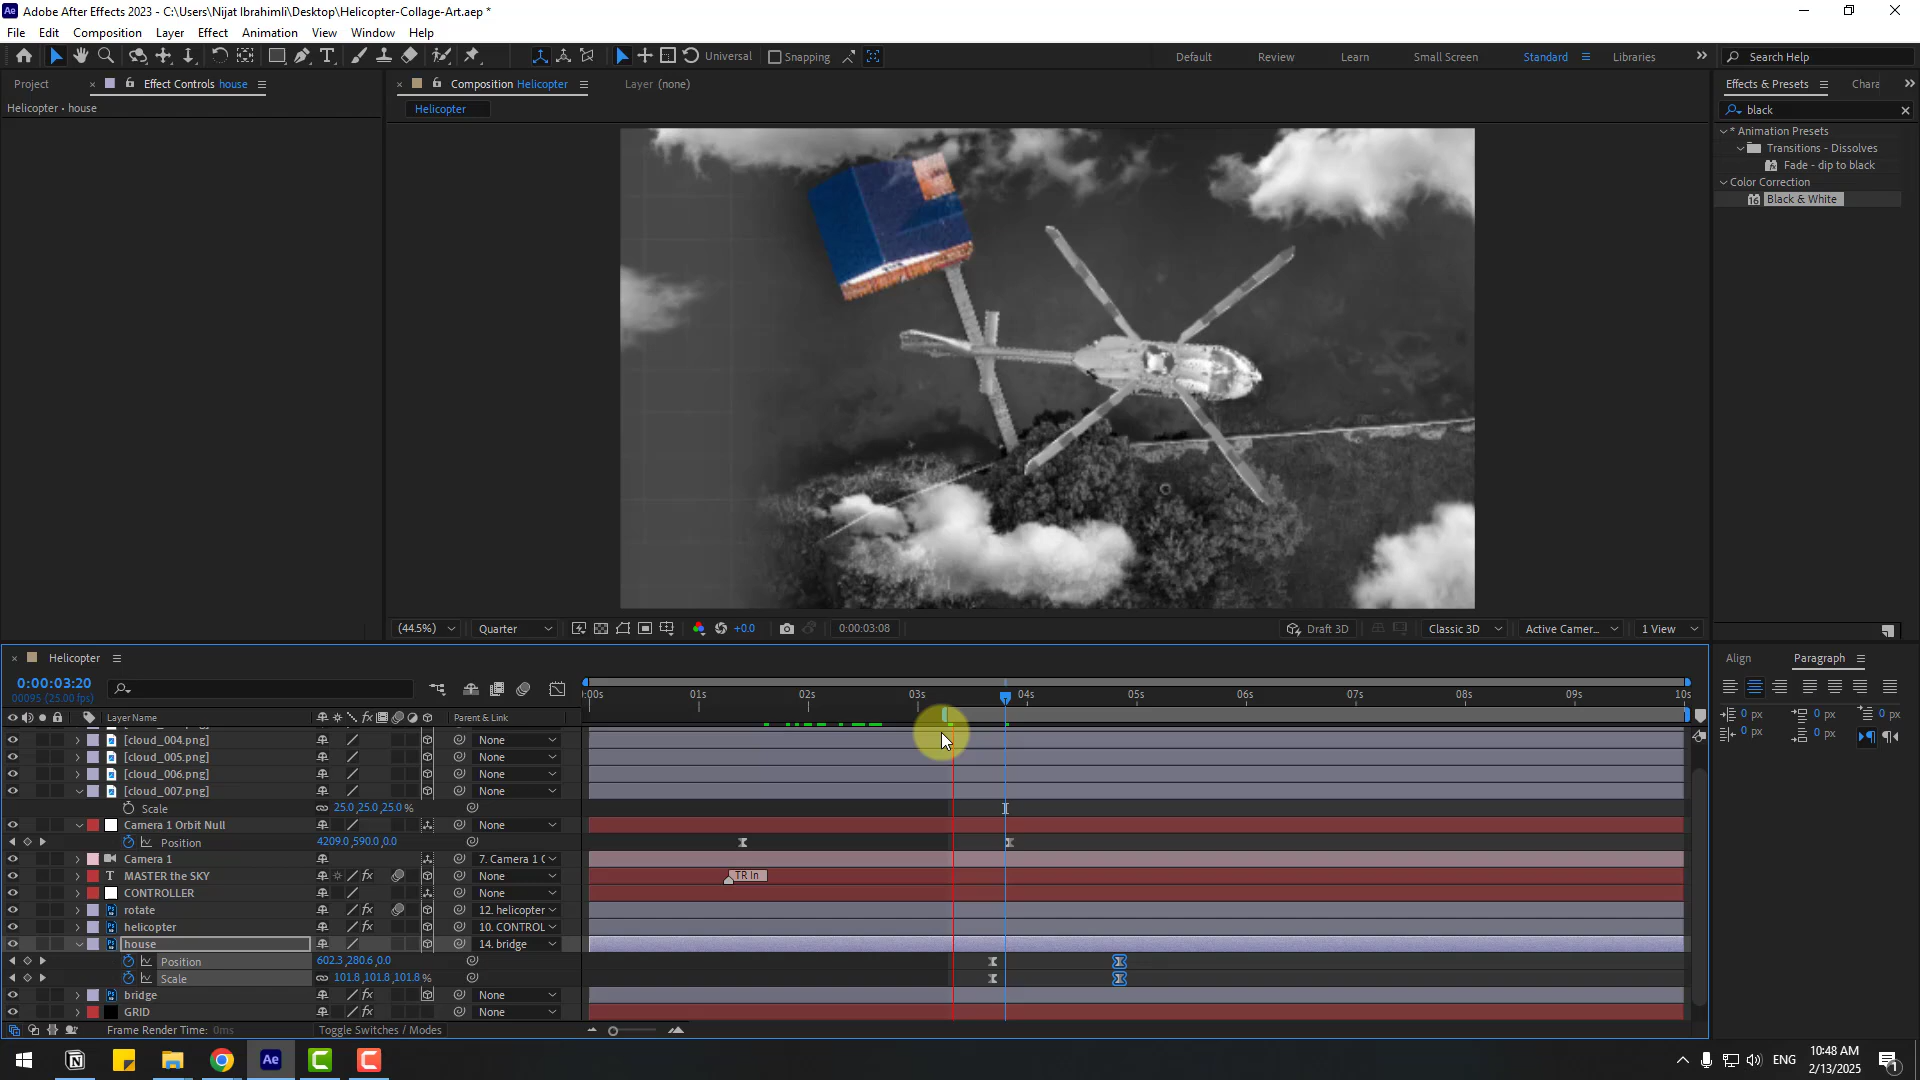 Adobe After Effects 2023 - C:\Users\Nijat Ibrahimli\Desktop\Helicopter-Collage-Art.aep *
File Edit Composition Layer Effect Animation View Window Help
Universal Snapping Default Review Learn Small Screen Standard Libraries Search Help
Project Effect Controls house Composition Helicopter Layer (none) Effects & Presets Chara
Helicopter • house
Helicopter
black
* Animation Presets
Transitions - Dissolves
Fade - dip to black
Color Correction
Black & White
(44.5%) Quarter +0.0 0:00:03:08 Draft 3D Classic 3D Active Camer... 1 View
Helicopter
Align Paragraph
0:00:03:20
00095 (25.00 fps)
0:00s 01s 02s 03s 04s 05s 06s 07s 08s 09s 10s
Layer Name Parent & Link
0 px 0 px 0 px
0 px 0 px
[cloud_004.png] None
[cloud_005.png] None
[cloud_006.png] None
[cloud_007.png] None
Scale 25.0,25.0,25.0 %
Camera 1 Orbit Null None
Position 4209.0,590.0,0.0
Camera 1 7. Camera 1 O
T MASTER the SKY None TR In
CONTROLLER None
rotate 12. helicopter
helicopter 10. CONTROL
house 14. bridge
Position 602.3,280.6,0.0
Scale 101.8,101.8,101.8 %
bridge None
GRID None
Frame Render Time: 0ms Toggle Switches / Modes
ENG 10:48 AM
2/13/2025
1